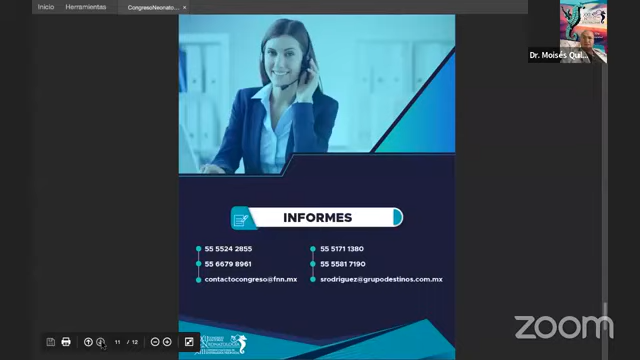 Inicio Herramientas CongresoNeonato... ×
Dr. Moisés Quil...
INFORMES
55 5524 2855
55 6679 8961
contactocongreso@fnn.mx
55 5171 1380
55 5581 7190
srodriguez@grupodestinos.com.mx
11 / 12
zoom